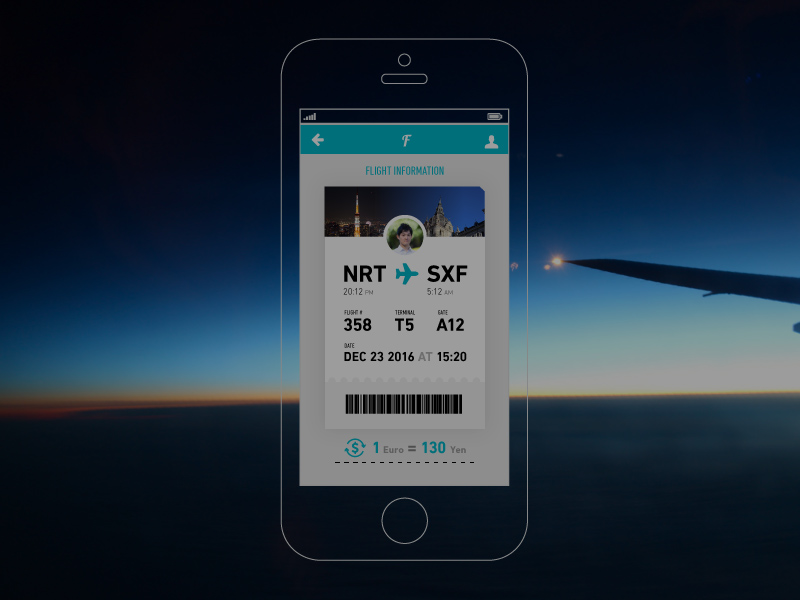 F
FLIGHT INFORMATION
NRT SXF
20:12 PM 5:12 AM
FLIGHT # TERMINAL GATE
358 T5 A12
DATE
DEC 23 2016 AT 15:20
$ 1 Euro = 130 Yen